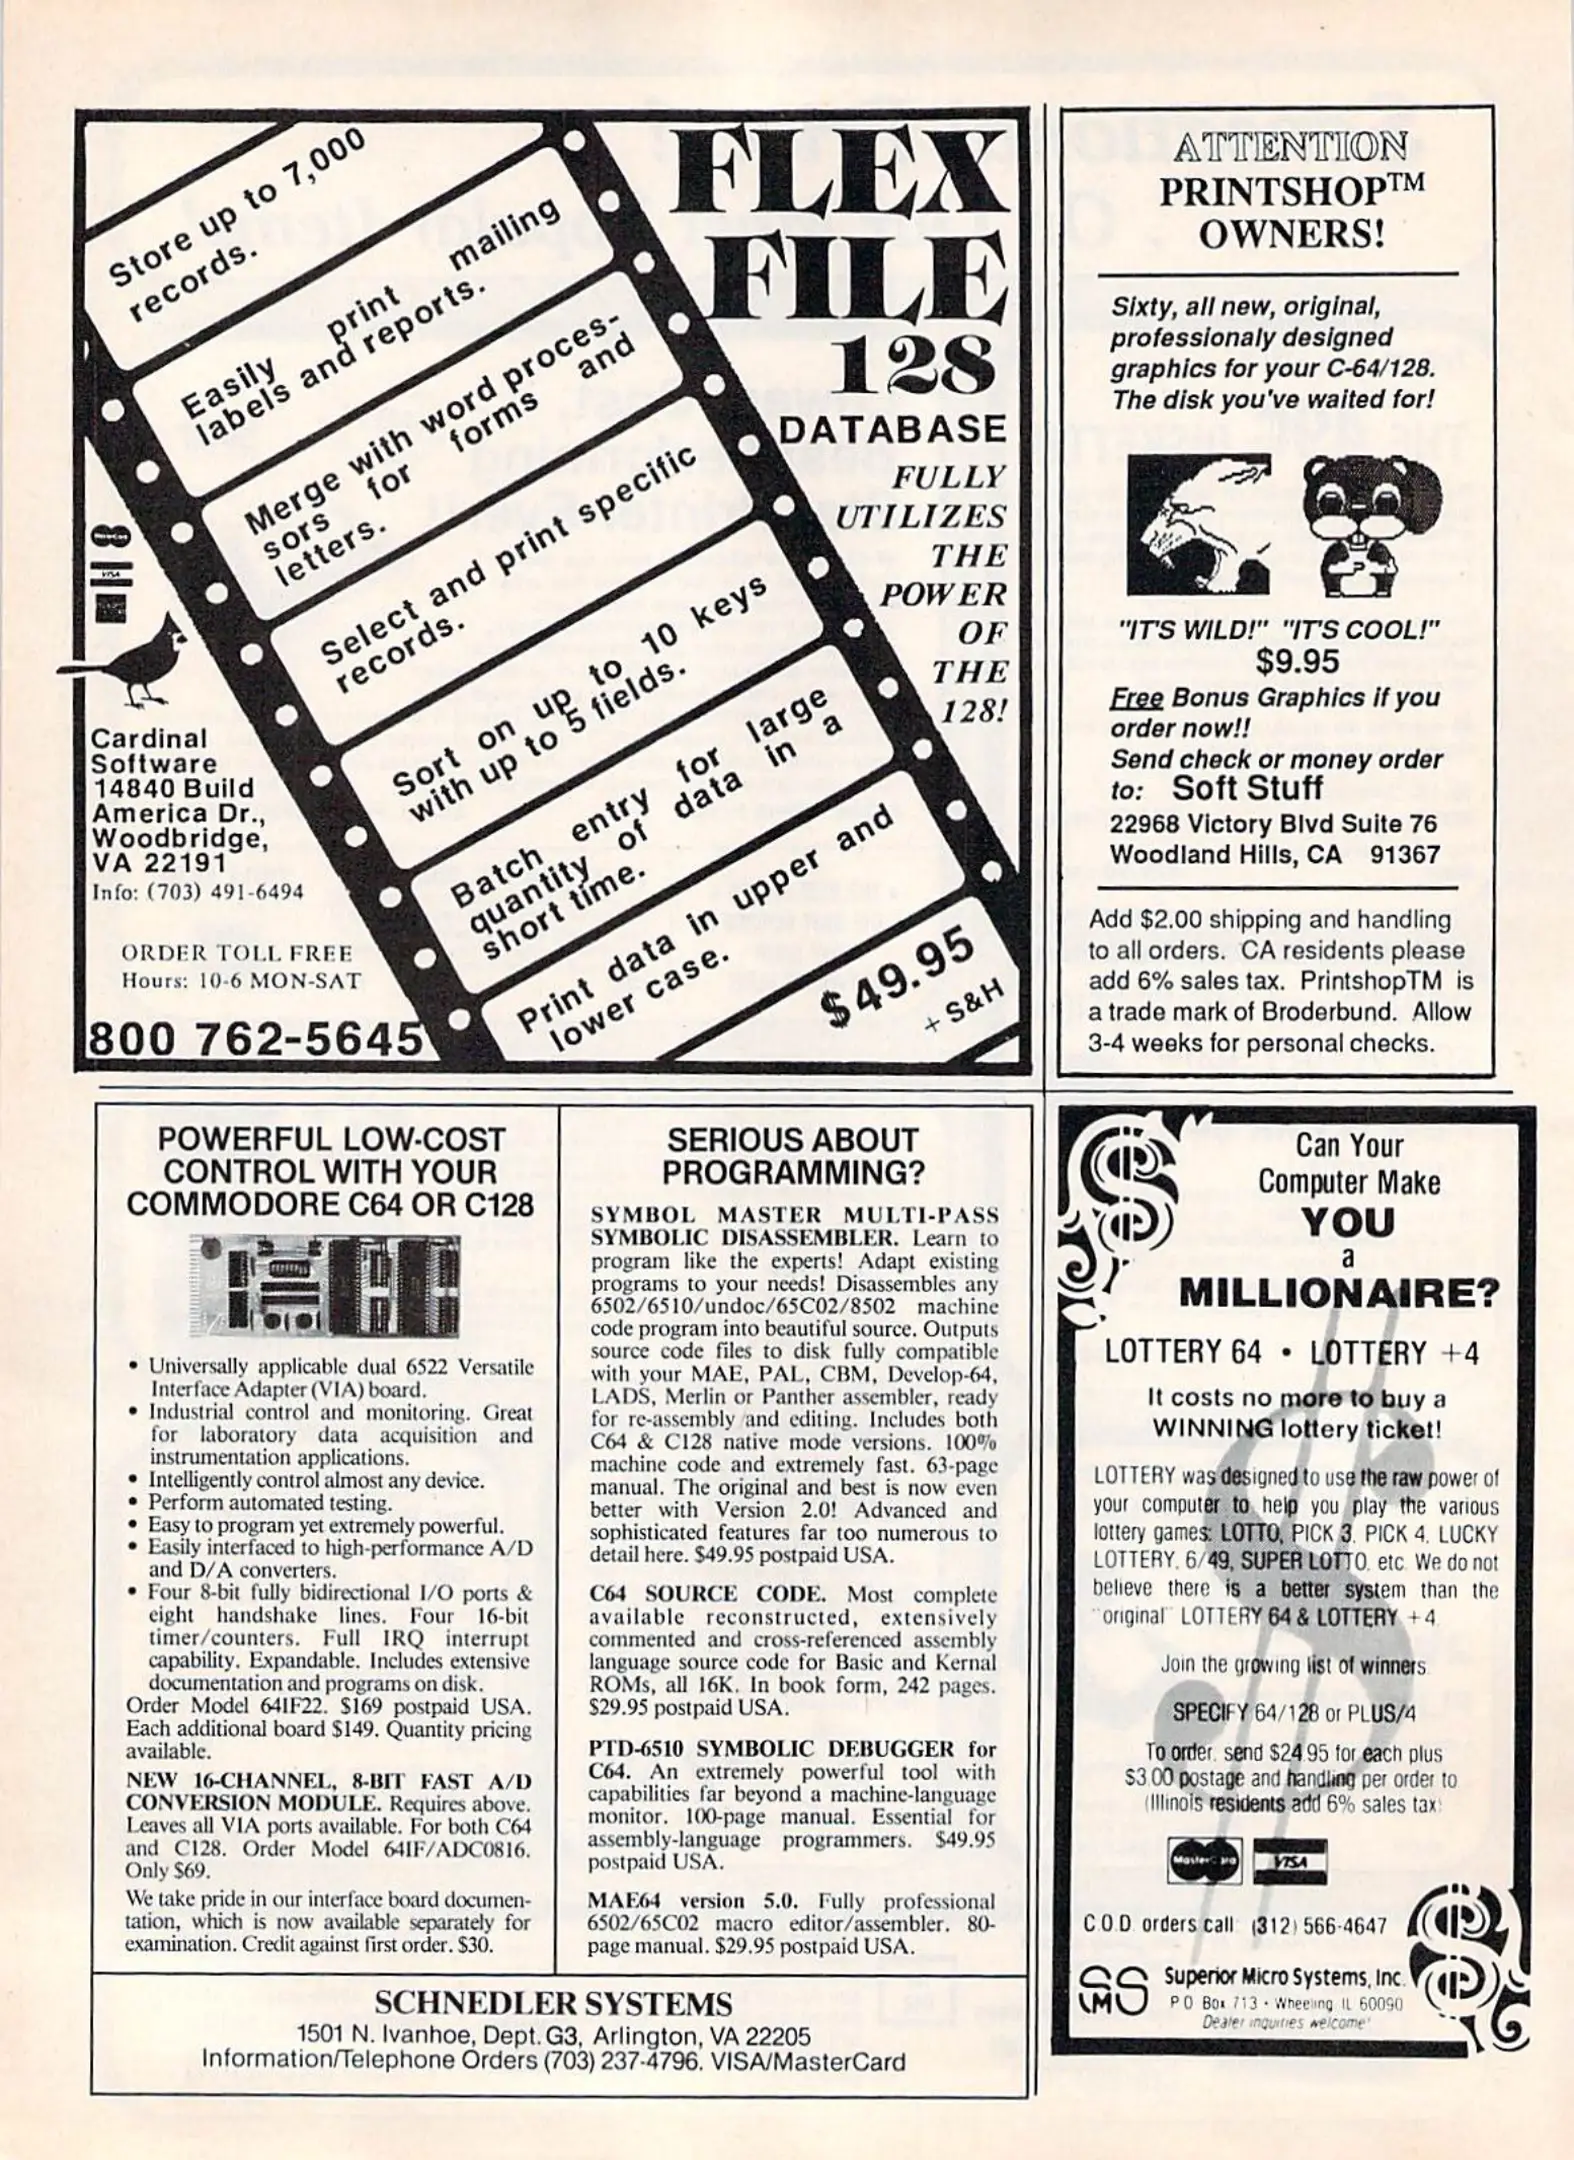 FLEX
FILE
128
DATABASE
FULLY
UTILIZES
THE
POWER
OF
THE
128!
Store up to 7,000
records.
Easily print mailing
labels and reports.
Merge with word proces-
sors for forms and
letters.
Select and print specific
records.
Sort on up to 10 keys
with up to 5 fields.
Batch entry for large
quantity of data in a
short time.
Print data in upper and
lower case.
$49.95
+ S&H
VISA
Cardinal
Software
14840 Build
America Dr.,
Woodbridge,
VA 22191
Info: (703) 491-6494
ORDER TOLL FREE
Hours: 10-6 MON-SAT
800 762-5645
ATTENTION
PRINTSHOP™
OWNERS!
Sixty, all new, original,
professionaly designed
graphics for your C-64/128.
The disk you've waited for!
"IT'S WILD!" "IT'S COOL!"
$9.95
Free Bonus Graphics if you
order now!!
Send check or money order
to: Soft Stuff
22968 Victory Blvd Suite 76
Woodland Hills, CA 91367
Add $2.00 shipping and handling
to all orders. CA residents please
add 6% sales tax. PrintshopTM is
a trade mark of Broderbund. Allow
3-4 weeks for personal checks.
POWERFUL LOW-COST
CONTROL WITH YOUR
COMMODORE C64 OR C128
• Universally applicable dual 6522 Versatile
Interface Adapter (VIA) board.
• Industrial control and monitoring. Great
for laboratory data acquisition and
instrumentation applications.
• Intelligently control almost any device.
• Perform automated testing.
• Easy to program yet extremely powerful.
• Easily interfaced to high-performance A/D
and D/A converters.
• Four 8-bit fully bidirectional I/O ports &
eight handshake lines. Four 16-bit
timer/counters. Full IRQ interrupt
capability. Expandable. Includes extensive
documentation and programs on disk.
Order Model 64IF22. $169 postpaid USA.
Each additional board $149. Quantity pricing
available.
NEW 16-CHANNEL, 8-BIT FAST A/D
CONVERSION MODULE. Requires above.
Leaves all VIA ports available. For both C64
and C128. Order Model 64IF/ADC0816.
Only $69.
We take pride in our interface board documen-
tation, which is now available separately for
examination. Credit against first order. $30.
SERIOUS ABOUT
PROGRAMMING?
SYMBOL MASTER MULTI-PASS
SYMBOLIC DISASSEMBLER. Learn to
program like the experts! Adapt existing
programs to your needs! Disassembles any
6502/6510/undoc/65C02/8502 machine
code program into beautiful source. Outputs
source code files to disk fully compatible
with your MAE, PAL, CBM, Develop-64,
LADS, Merlin or Panther assembler, ready
for re-assembly and editing. Includes both
C64 & C128 native mode versions. 100%
machine code and extremely fast. 63-page
manual. The original and best is now even
better with Version 2.0! Advanced and
sophisticated features far too numerous to
detail here. $49.95 postpaid USA.
C64 SOURCE CODE. Most complete
available reconstructed, extensively
commented and cross-referenced assembly
language source code for Basic and Kernal
ROMs, all 16K. In book form, 242 pages.
$29.95 postpaid USA.
PTD-6510 SYMBOLIC DEBUGGER for
C64. An extremely powerful tool with
capabilities far beyond a machine-language
monitor. 100-page manual. Essential for
assembly-language programmers. $49.95
postpaid USA.
MAE64 version 5.0. Fully professional
6502/65C02 macro editor/assembler. 80-
page manual. $29.95 postpaid USA.
SCHNEDLER SYSTEMS
1501 N. Ivanhoe, Dept. G3, Arlington, VA 22205
Information/Telephone Orders (703) 237-4796. VISA/MasterCard
Can Your
Computer Make
YOU
a
MILLIONAIRE?
LOTTERY 64 • LOTTERY +4
It costs no more to buy a
WINNING lottery ticket!
LOTTERY was designed to use the raw power of
your computer to help you play the various
lottery games: LOTTO, PICK 3, PICK 4, LUCKY
LOTTERY, 6/49, SUPER LOTTO, etc. We do not
believe there is a better system than the
"original" LOTTERY 64 & LOTTERY +4.
Join the growing list of winners
SPECIFY 64/128 or PLUS/4
To order, send $24.95 for each plus
$3.00 postage and handling per order to
(Illinois residents add 6% sales tax)
MasterCard VISA
C.O.D. orders call: (312) 566-4647
SMS Superior Micro Systems, Inc.
P.O. Box 713 • Wheeling IL 60090
Dealer inquiries welcome!